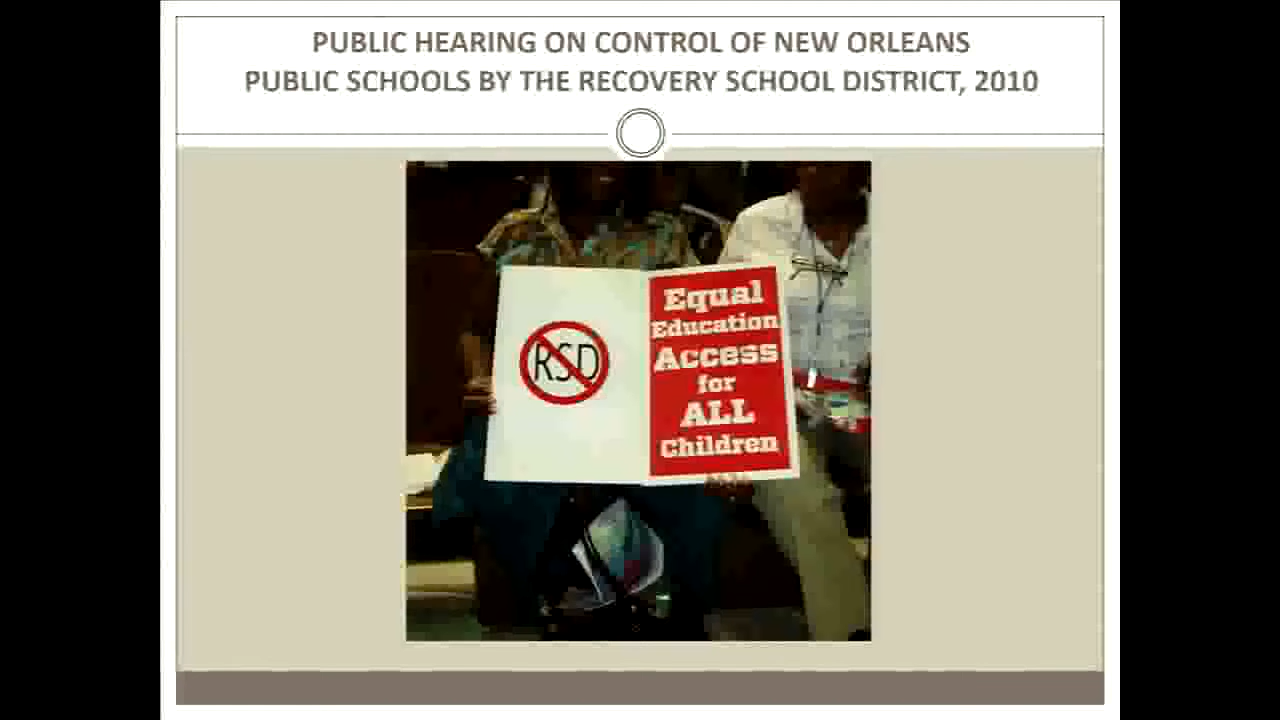 PUBLIC HEARING ON CONTROL OF NEW ORLEANS
PUBLIC SCHOOLS BY THE RECOVERY SCHOOL DISTRICT, 2010
RSD
Equal
Education
Access
for
ALL
Children